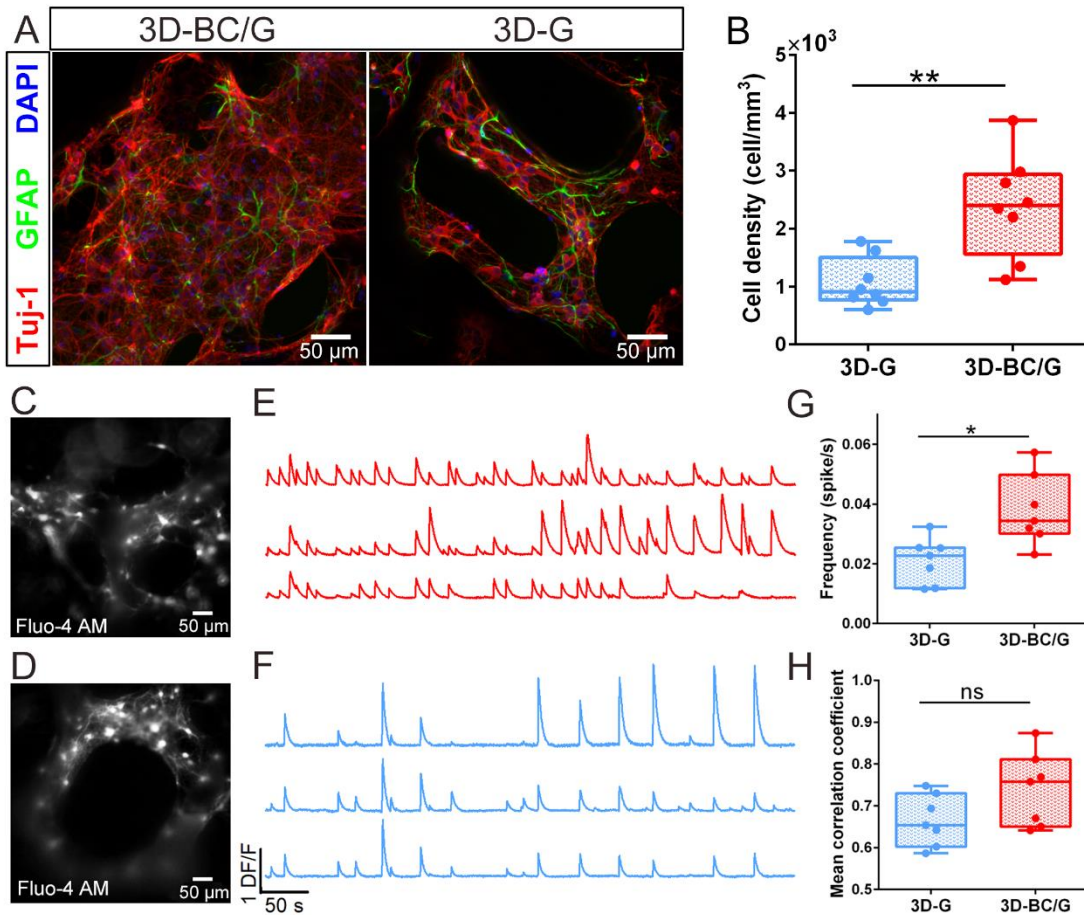 A
3D-BC/G
3D-G
Tuj-1 GFAP DAPI
50 µm
50 µm
B
×10³
5
4
3
2
1
0
Cell density (cell/mm³)
**
3D-G
3D-BC/G
C
Fluo-4 AM
50 µm
D
Fluo-4 AM
50 µm
E
F
1 DF/F
50 s
G
Frequency (spike/s)
0.06
0.04
0.02
0.00
*
3D-G
3D-BC/G
H
Mean correlation coefficient
1.0
0.9
0.8
0.7
0.6
0.5
ns
3D-G
3D-BC/G